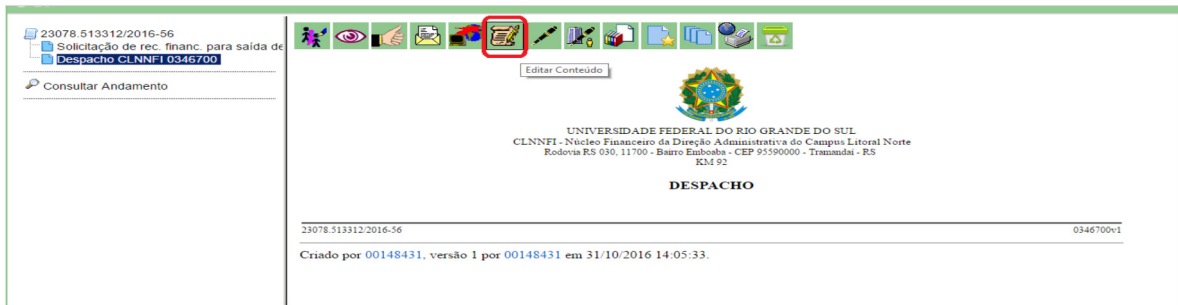 23078.513312/2016-56
Solicitação de rec. financ. para saída de
Despacho CLNNFI 0346700
Consultar Andamento
Editar Conteúdo
UNIVERSIDADE FEDERAL DO RIO GRANDE DO SUL
CLNNFI - Núcleo Financeiro da Direção Administrativa do Campus Litoral Norte
Rodovia RS 030, 11700 - Bairro Emboaba - CEP 95590000 - Tramandaí - RS
KM 92
DESPACHO
23078.513312/2016-56 0346700v1
Criado por 00148431, versão 1 por 00148431 em 31/10/2016 14:05:33.